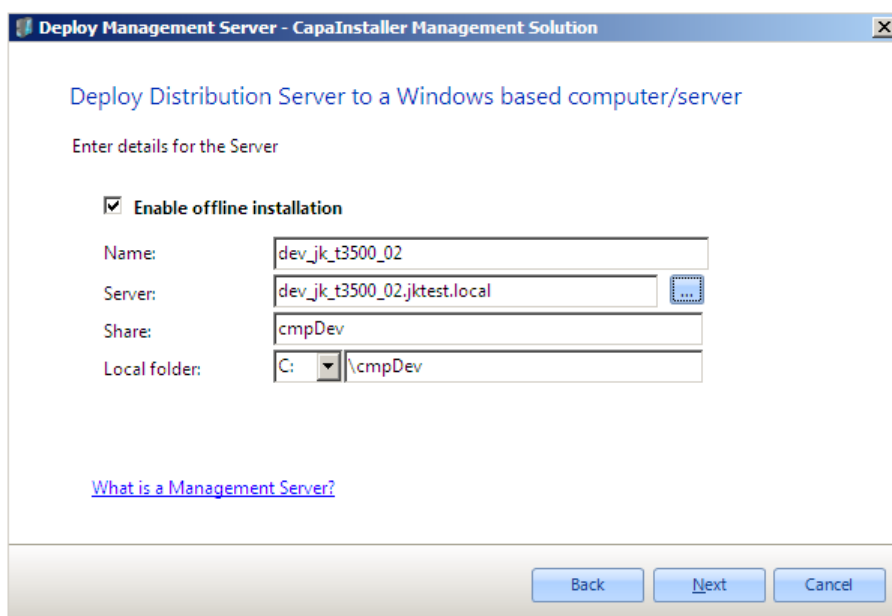 Deploy Management Server - CapaInstaller Management Solution
Deploy Distribution Server to a Windows based computer/server
Enter details for the Server
Enable offline installation
Name: dev_jk_t3500_02
Server: dev_jk_t3500_02.jktest.local ...
Share: cmpDev
Local folder: C: \cmpDev
What is a Management Server?
Back Next Cancel